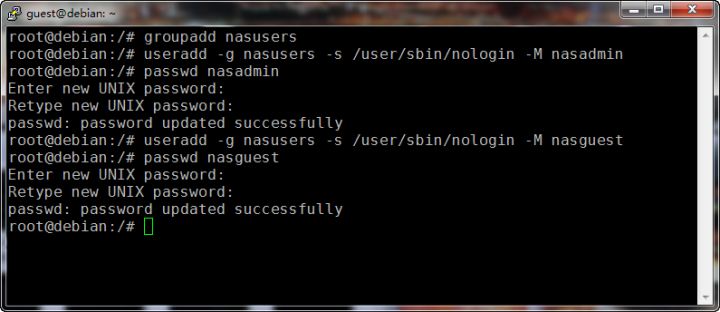 guest@debian: ~
root@debian:/# groupadd nasusers
root@debian:/# useradd -g nasusers -s /user/sbin/nologin -M nasadmin
root@debian:/# passwd nasadmin
Enter new UNIX password:
Retype new UNIX password:
passwd: password updated successfully
root@debian:/# useradd -g nasusers -s /user/sbin/nologin -M nasguest
root@debian:/# passwd nasguest
Enter new UNIX password:
Retype new UNIX password:
passwd: password updated successfully
root@debian:/#